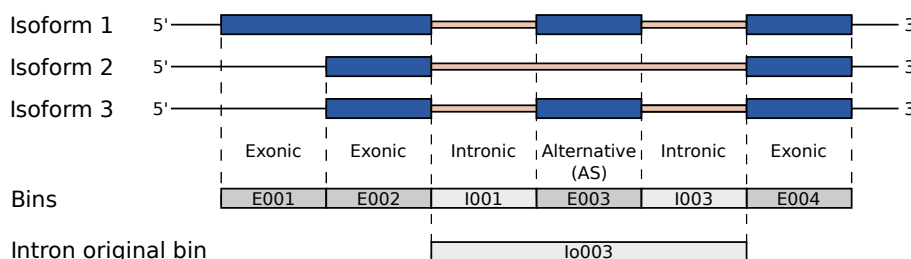 Isoform 1 5' 3'
Isoform 2 5' 3'
Isoform 3 5' 3'
Exonic Exonic Intronic Alternative (AS) Intronic Exonic
Bins E001 E002 I001 E003 I003 E004
Intron original bin Io003